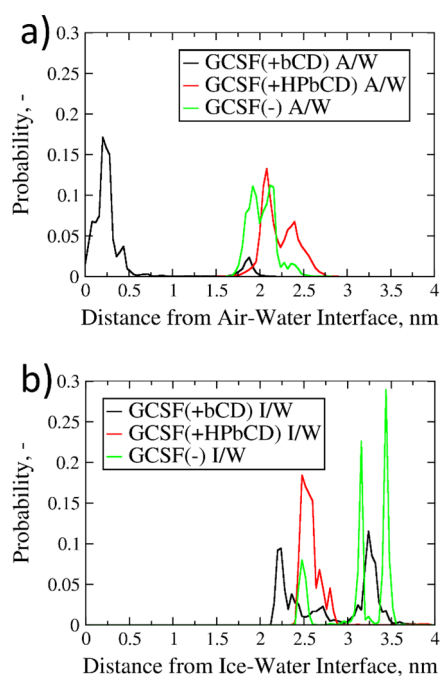 a)
0.3
0.25
0.2
0.15
0.1
0.05
0
Probability, -
GCSF(+bCD) A/W
GCSF(+HPbCD) A/W
GCSF(-) A/W
0 0.5 1 1.5 2 2.5 3 3.5 4
Distance from Air-Water Interface, nm
b)
0.3
0.25
0.2
0.15
0.1
0.05
0
Probability, -
GCSF(+bCD) I/W
GCSF(+HPbCD) I/W
GCSF(-) I/W
0 0.5 1 1.5 2 2.5 3 3.5 4
Distance from Ice-Water Interface, nm